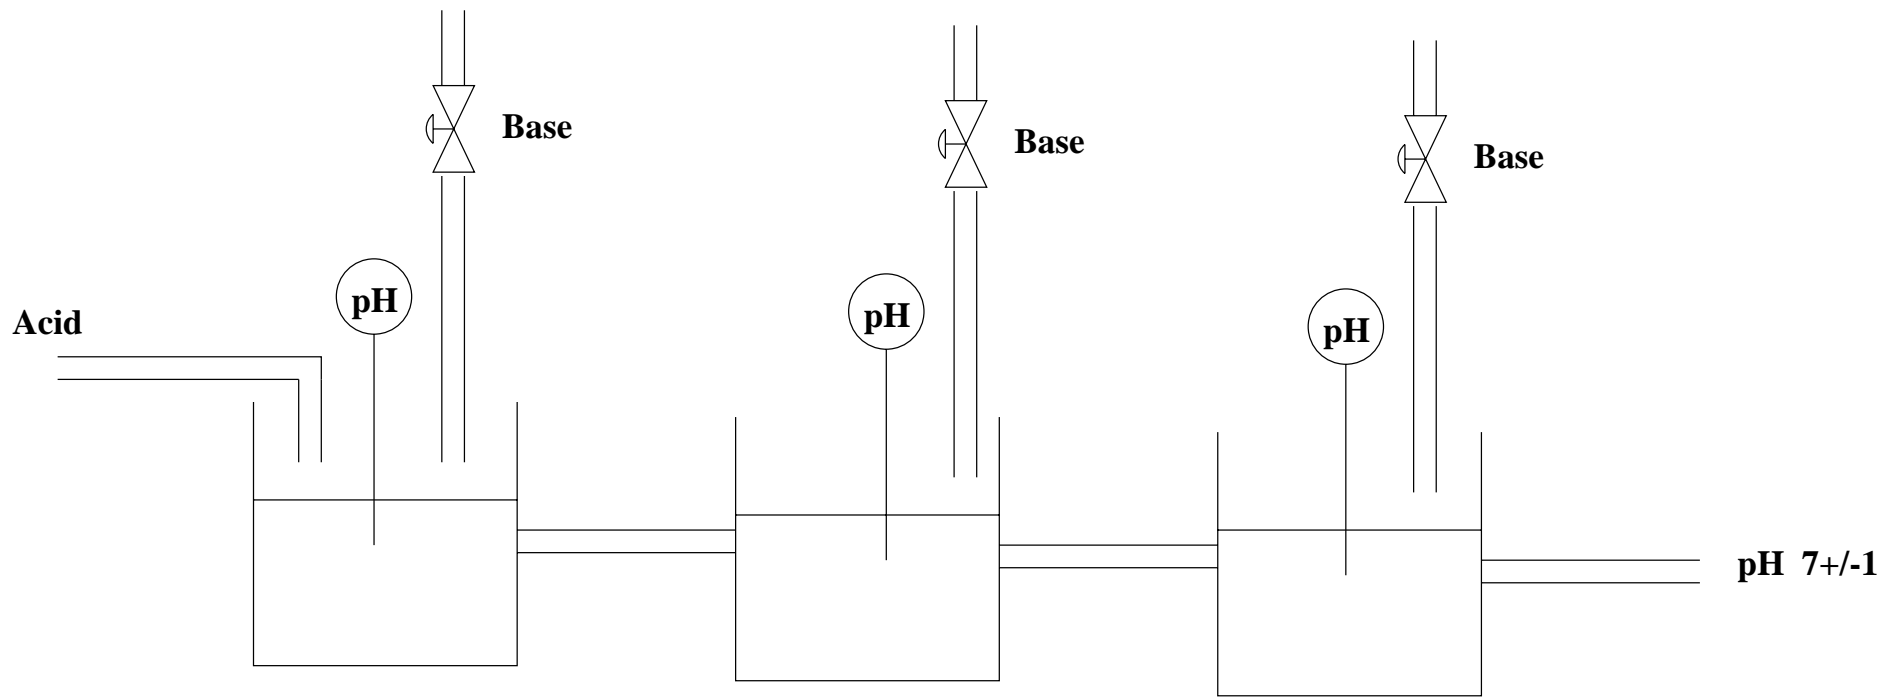 Base
Base
Base
pH
pH
pH
Acid
pH 7+/-1